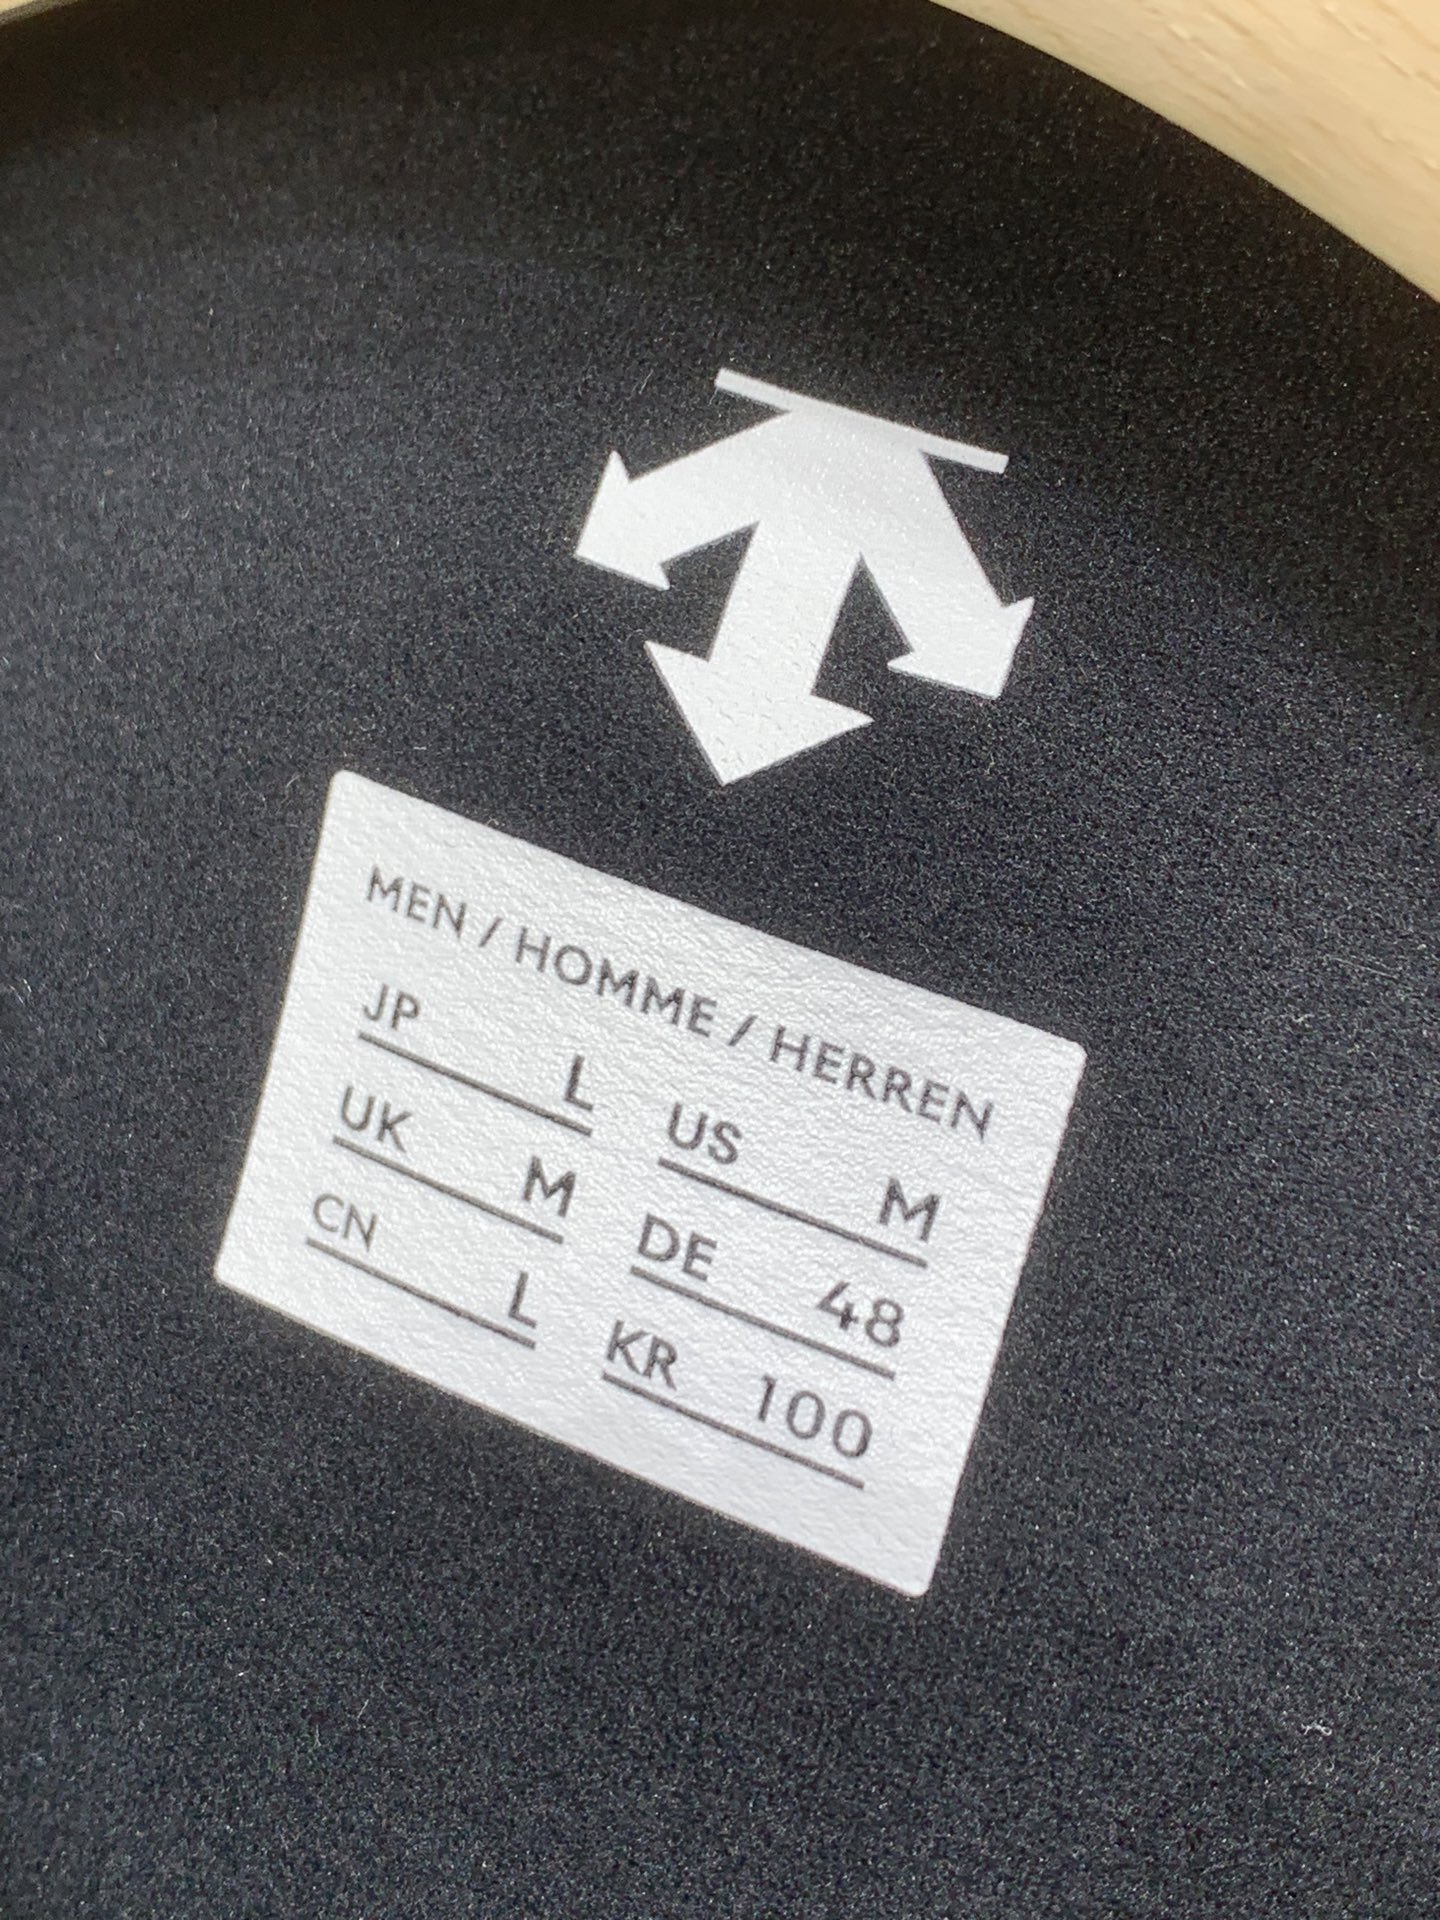 MEN / HOMME / HERREN
JP L US M
UK M DE 48
CN L KR 100